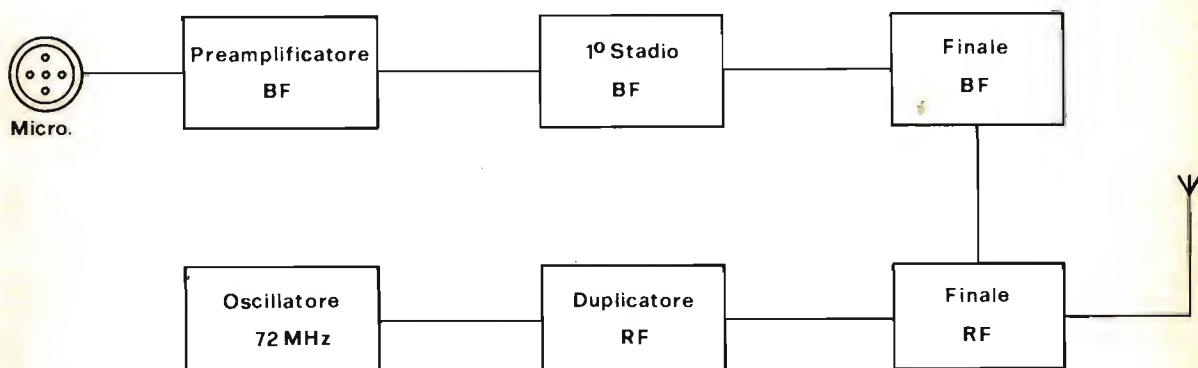 Micro.
Preamplificatore
BF
1º Stadio
BF
Finale
BF
Oscillatore
72 MHz
Duplicatore
RF
Finale
RF